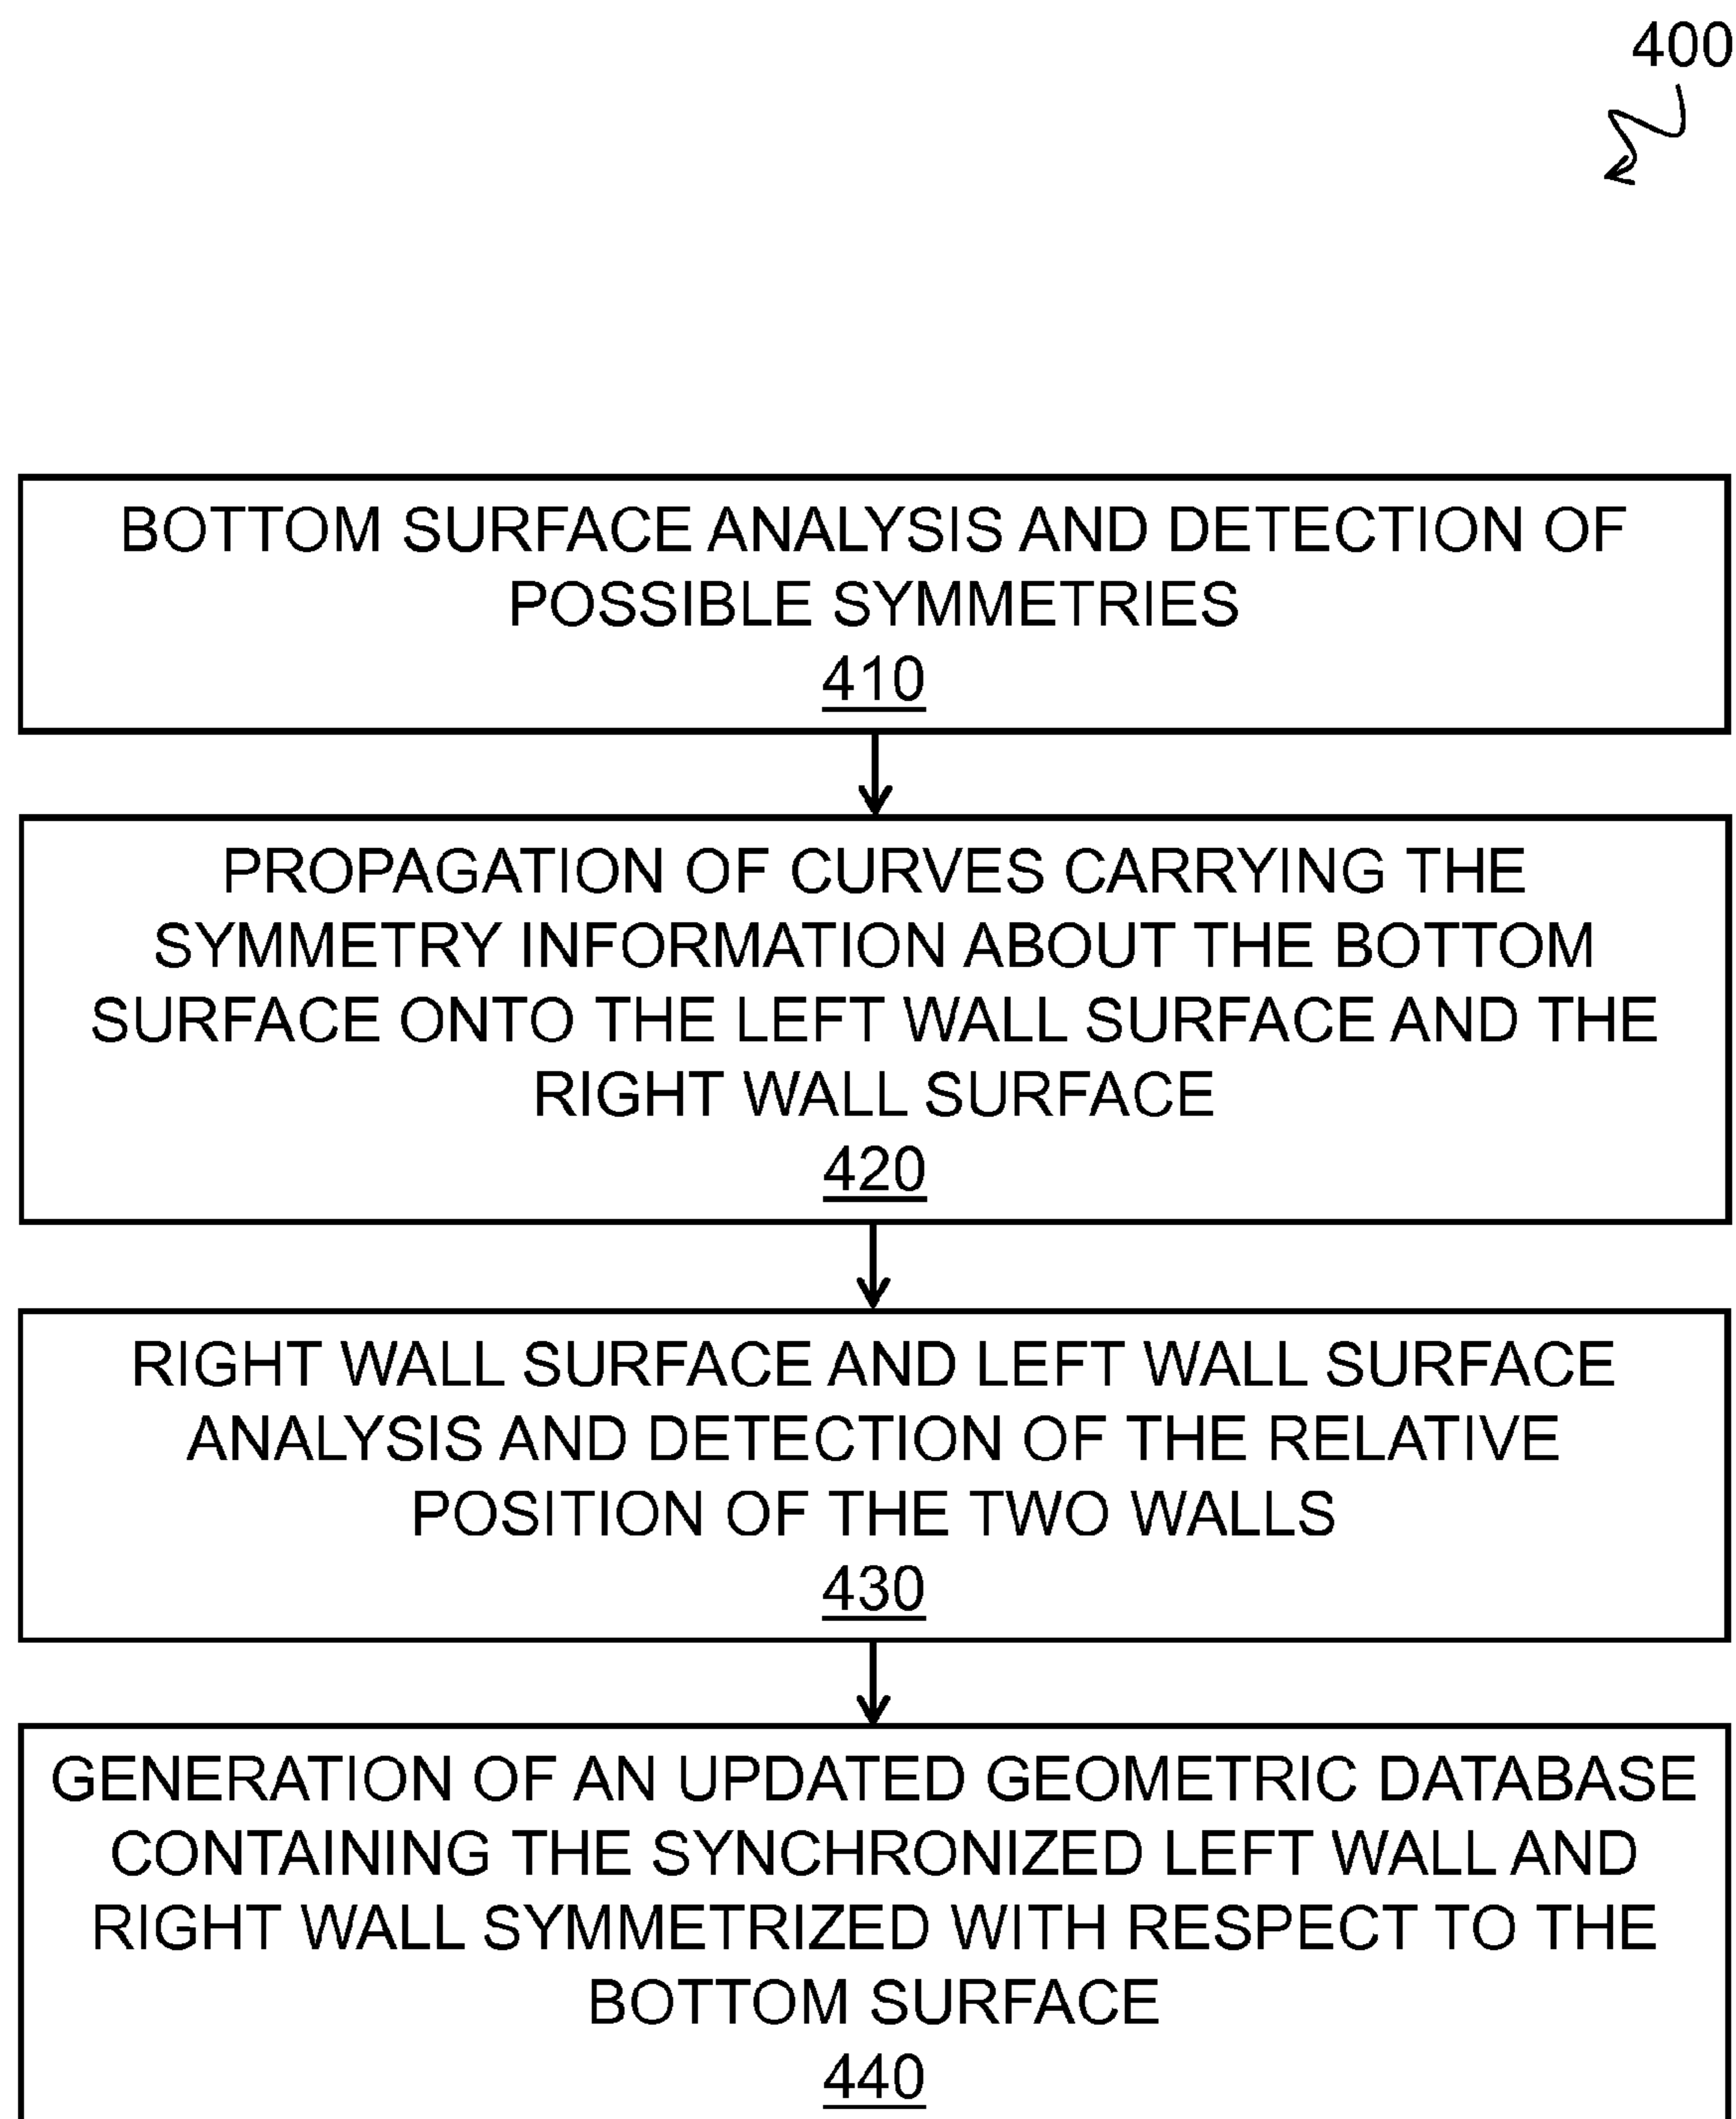 400
BOTTOM SURFACE ANALYSIS AND DETECTION OF
POSSIBLE SYMMETRIES
410
PROPAGATION OF CURVES CARRYING THE
SYMMETRY INFORMATION ABOUT THE BOTTOM
SURFACE ONTO THE LEFT WALL SURFACE AND THE
RIGHT WALL SURFACE
420
RIGHT WALL SURFACE AND LEFT WALL SURFACE
ANALYSIS AND DETECTION OF THE RELATIVE
POSITION OF THE TWO WALLS
430
GENERATION OF AN UPDATED GEOMETRIC DATABASE
CONTAINING THE SYNCHRONIZED LEFT WALL AND
RIGHT WALL SYMMETRIZED WITH RESPECT TO THE
BOTTOM SURFACE
440